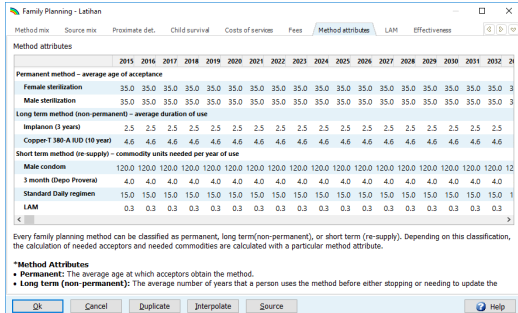 Family Planning - Latihan
Method mix Source mix Proximate det. Child survival Costs of services Fees Method attributes LAM Effectiveness
Method attributes
2015 2016 2017 2018 2019 2020 2021 2022 2023 2024 2025 2026 2027 2028 2029 2030 2031 2032 20
Permanent method – average age of acceptance
Female sterilization 35.0 35.0 35.0 35.0 35.0 35.0 35.0 35.0 35.0 35.0 35.0 35.0 35.0 35.0 35.0 35.0 35.0 35.0 3
Male sterilization 35.0 35.0 35.0 35.0 35.0 35.0 35.0 35.0 35.0 35.0 35.0 35.0 35.0 35.0 35.0 35.0 35.0 35.0 3
Long term method (non-permanent) – average duration of use
Implanon (3 years) 2.5 2.5 2.5 2.5 2.5 2.5 2.5 2.5 2.5 2.5 2.5 2.5 2.5 2.5 2.5 2.5 2.5 2.5
Copper-T 380-A IUD (10 year) 4.6 4.6 4.6 4.6 4.6 4.6 4.6 4.6 4.6 4.6 4.6 4.6 4.6 4.6 4.6 4.6 4.6 4.6
Short term method (re-supply) – commodity units needed per year of use
Male condom 120.0 120.0 120.0 120.0 120.0 120.0 120.0 120.0 120.0 120.0 120.0 120.0 120.0 120.0 120.0 120.0 120.0 120.0 12
3 month (Depo Provera) 4.0 4.0 4.0 4.0 4.0 4.0 4.0 4.0 4.0 4.0 4.0 4.0 4.0 4.0 4.0 4.0 4.0 4.0
Standard Daily regimen 15.0 15.0 15.0 15.0 15.0 15.0 15.0 15.0 15.0 15.0 15.0 15.0 15.0 15.0 15.0 15.0 15.0 15.0 1
LAM 0.3 0.3 0.3 0.3 0.3 0.3 0.3 0.3 0.3 0.3 0.3 0.3 0.3 0.3 0.3 0.3 0.3 0.3
Every family planning method can be classified as permanent, long term(non-permanent), or short term (re-supply). Depending on this classification,
the calculation of needed acceptors and needed commodities are calculated with a particular method attribute.
*Method Attributes
• Permanent: The average age at which acceptors obtain the method.
• Long term (non-permanent): The average number of years that a person uses the method before either stopping or needing to update the
Ok Cancel Duplicate Interpolate Source Help